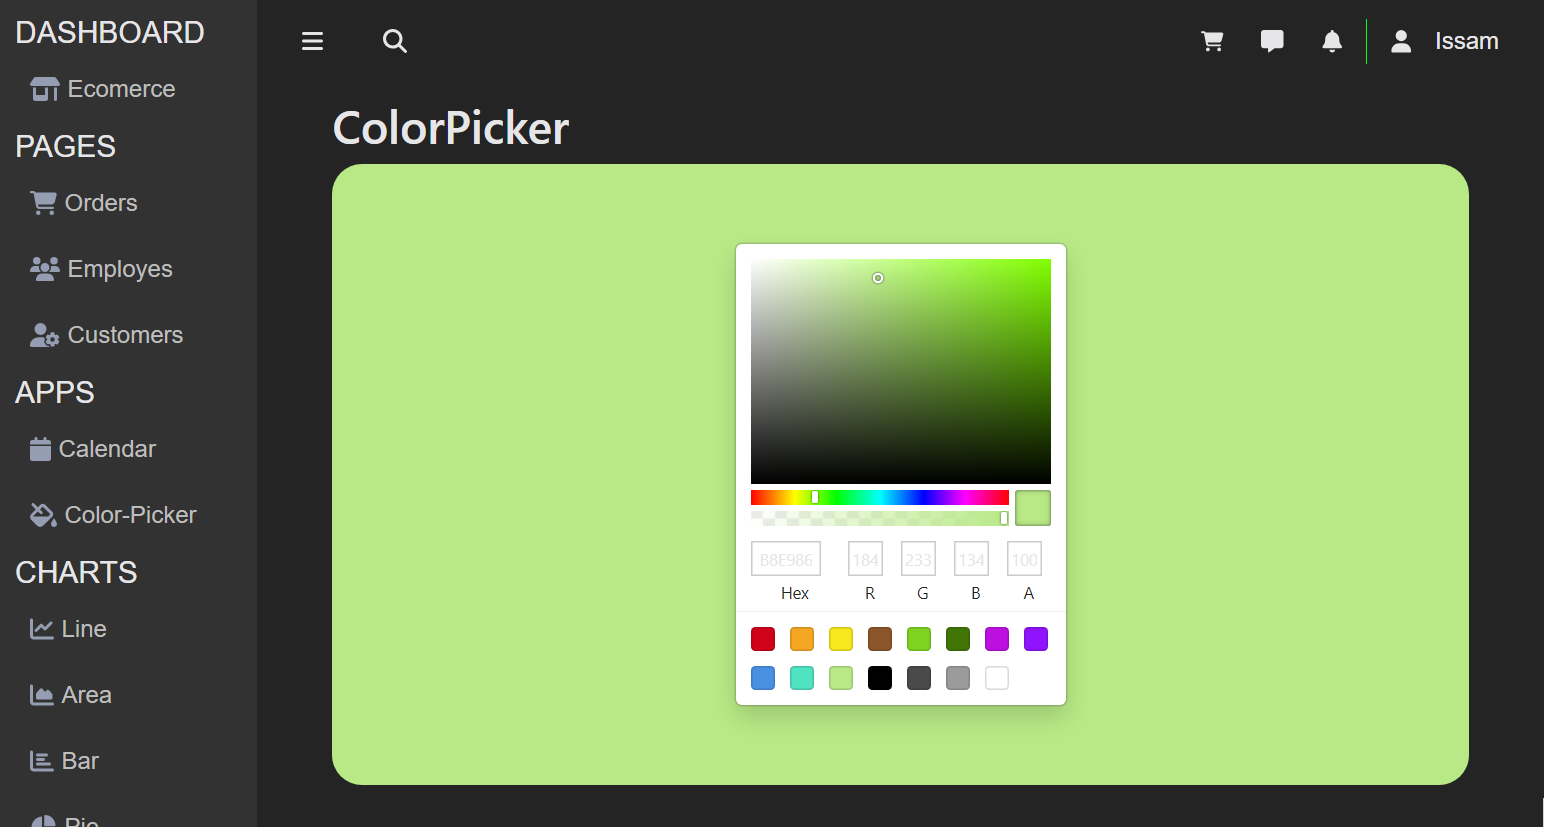 DASHBOARD
Ecomerce
PAGES
Orders
Employes
Customers
APPS
Calendar
Color-Picker
CHARTS
Line
Area
Bar
Pie
Issam
ColorPicker
B8E986 184 233 134 100
Hex R G B A